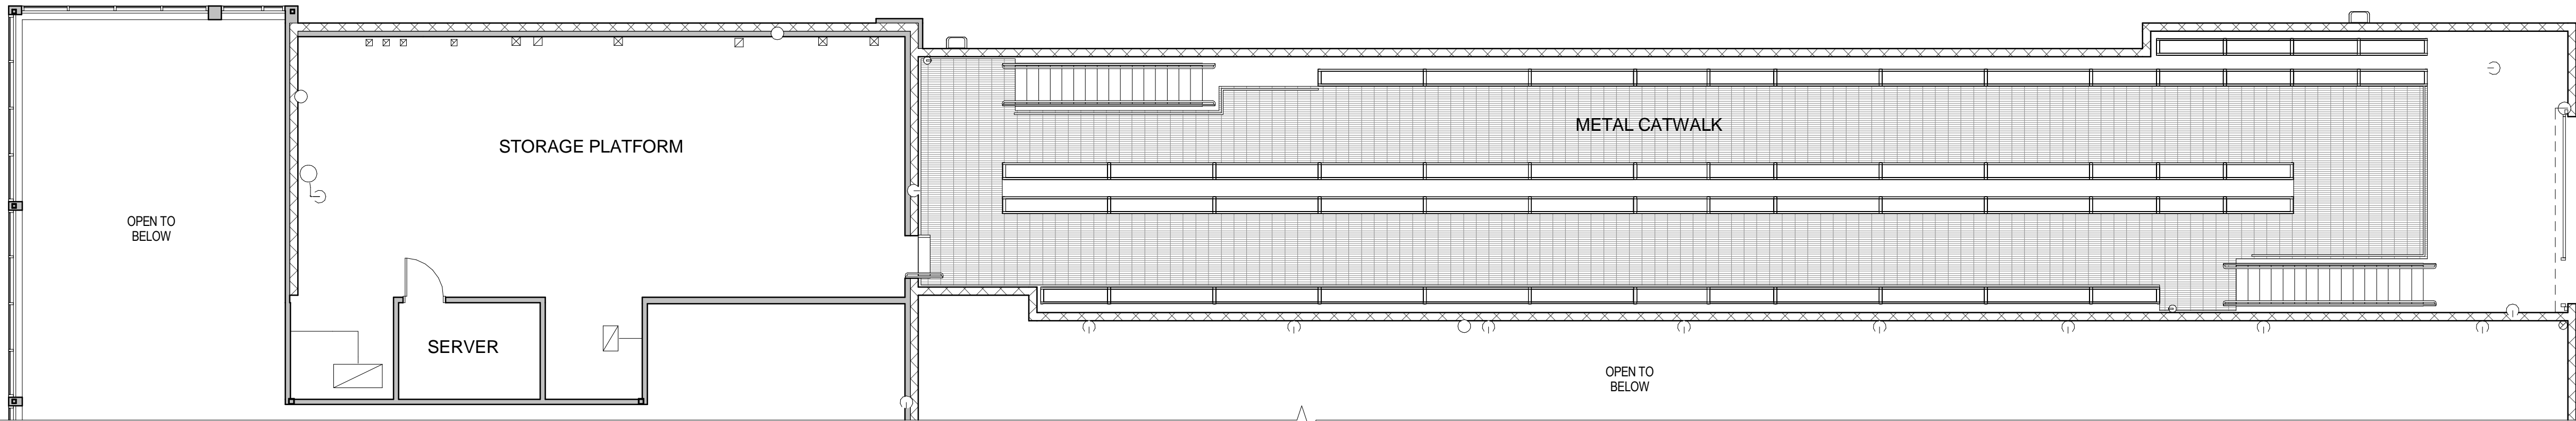 METAL CATWALK
STORAGE PLATFORM
OPEN TO
BELOW
SERVER
OPEN TO
BELOW